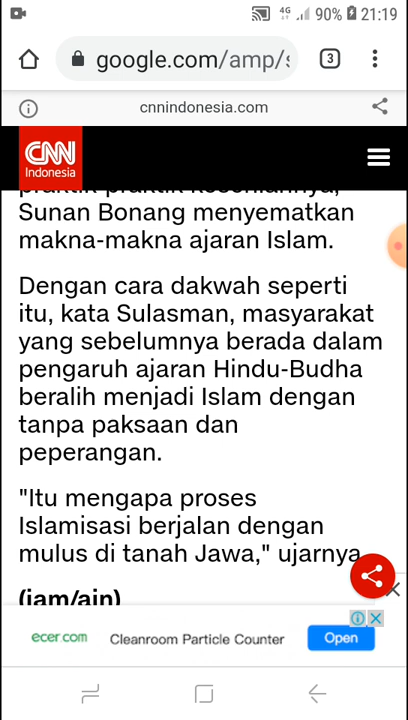 4G 90% 21:19
google.com/amp/s 3
cnnindonesia.com
CNN
Indonesia
praktik praktik keseniannya,
Sunan Bonang menyematkan
makna-makna ajaran Islam.
Dengan cara dakwah seperti
itu, kata Sulasman, masyarakat
yang sebelumnya berada dalam
pengaruh ajaran Hindu-Budha
beralih menjadi Islam dengan
tanpa paksaan dan
peperangan.
"Itu mengapa proses
Islamisasi berjalan dengan
mulus di tanah Jawa," ujarnya
(iam/ain)
ecer com Cleanroom Particle Counter Open